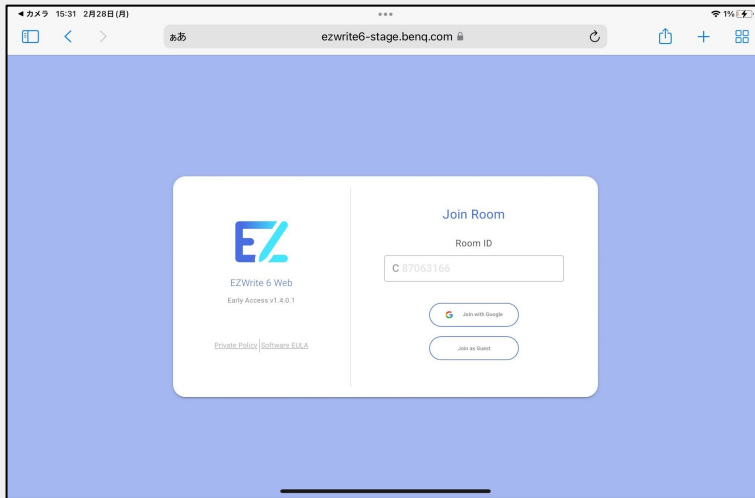 ◀カメラ 15:31 2月28日(月) 1%
ああ ezwrite6-stage.benq.com
EZ
EZWrite 6 Web
Early Access v1.4.0.1
Private Policy Software EULA
Join Room
Room ID
C 87063166
G Join with Google
Join as Guest